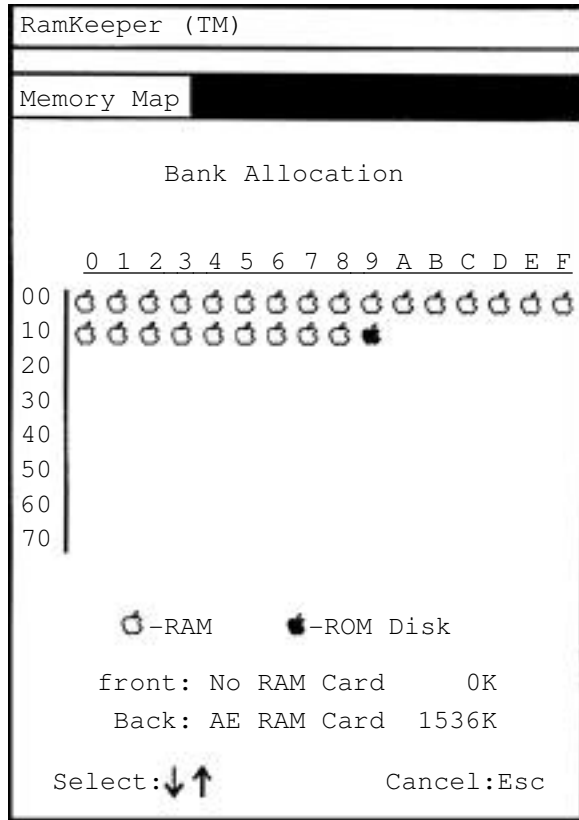 RamKeeper (TM)
Memory Map
Bank Allocation
0 1 2 3 4 5 6 7 8 9 A B C D E F
00
10
20
30
40
50
60
70
-RAM -ROM Disk
front: No RAM Card 0K
Back: AE RAM Card 1536K
Select:↓↑ Cancel:Esc